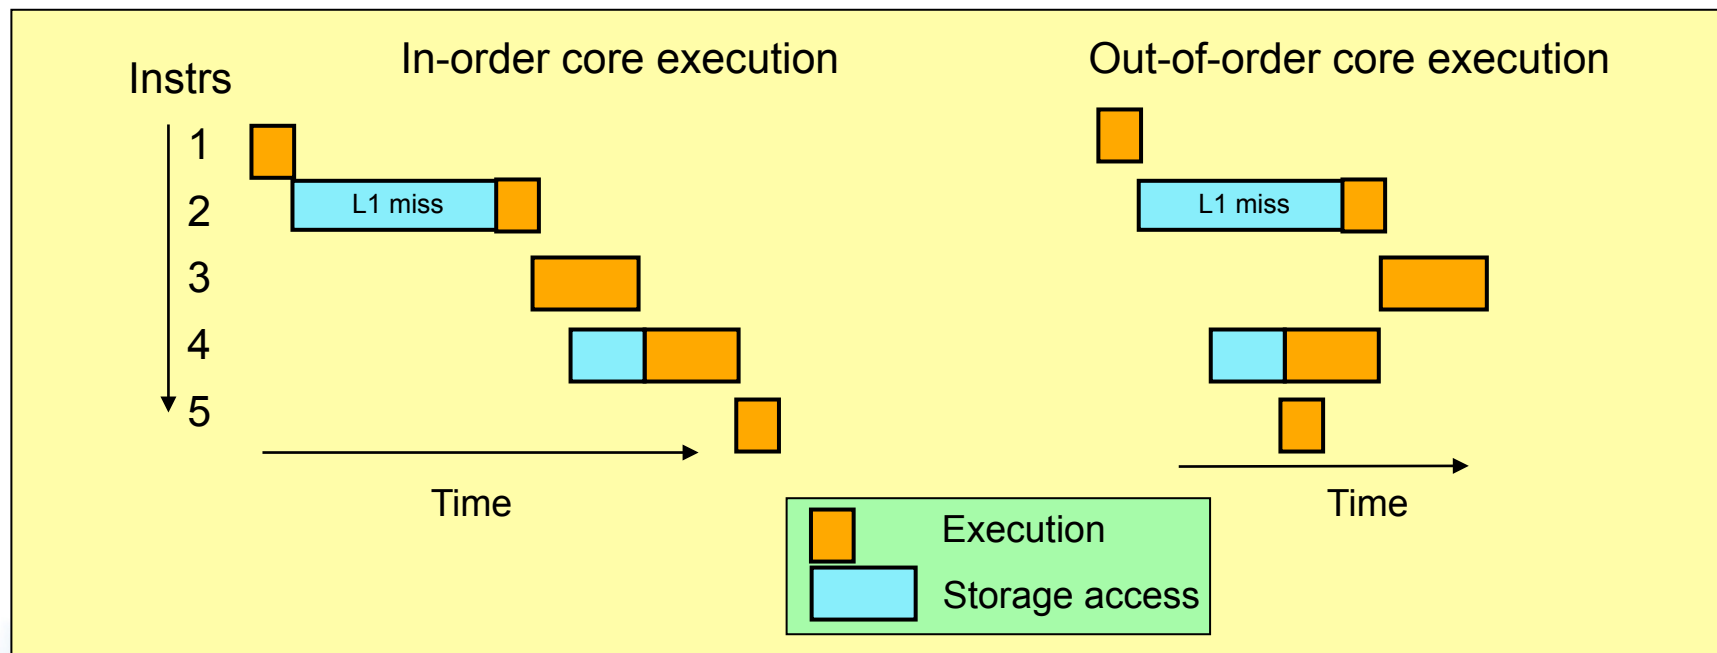 In-order core execution
Out-of-order core execution
Instrs
1
2
3
4
5
L1 miss
L1 miss
Time
Time
Execution
Storage access